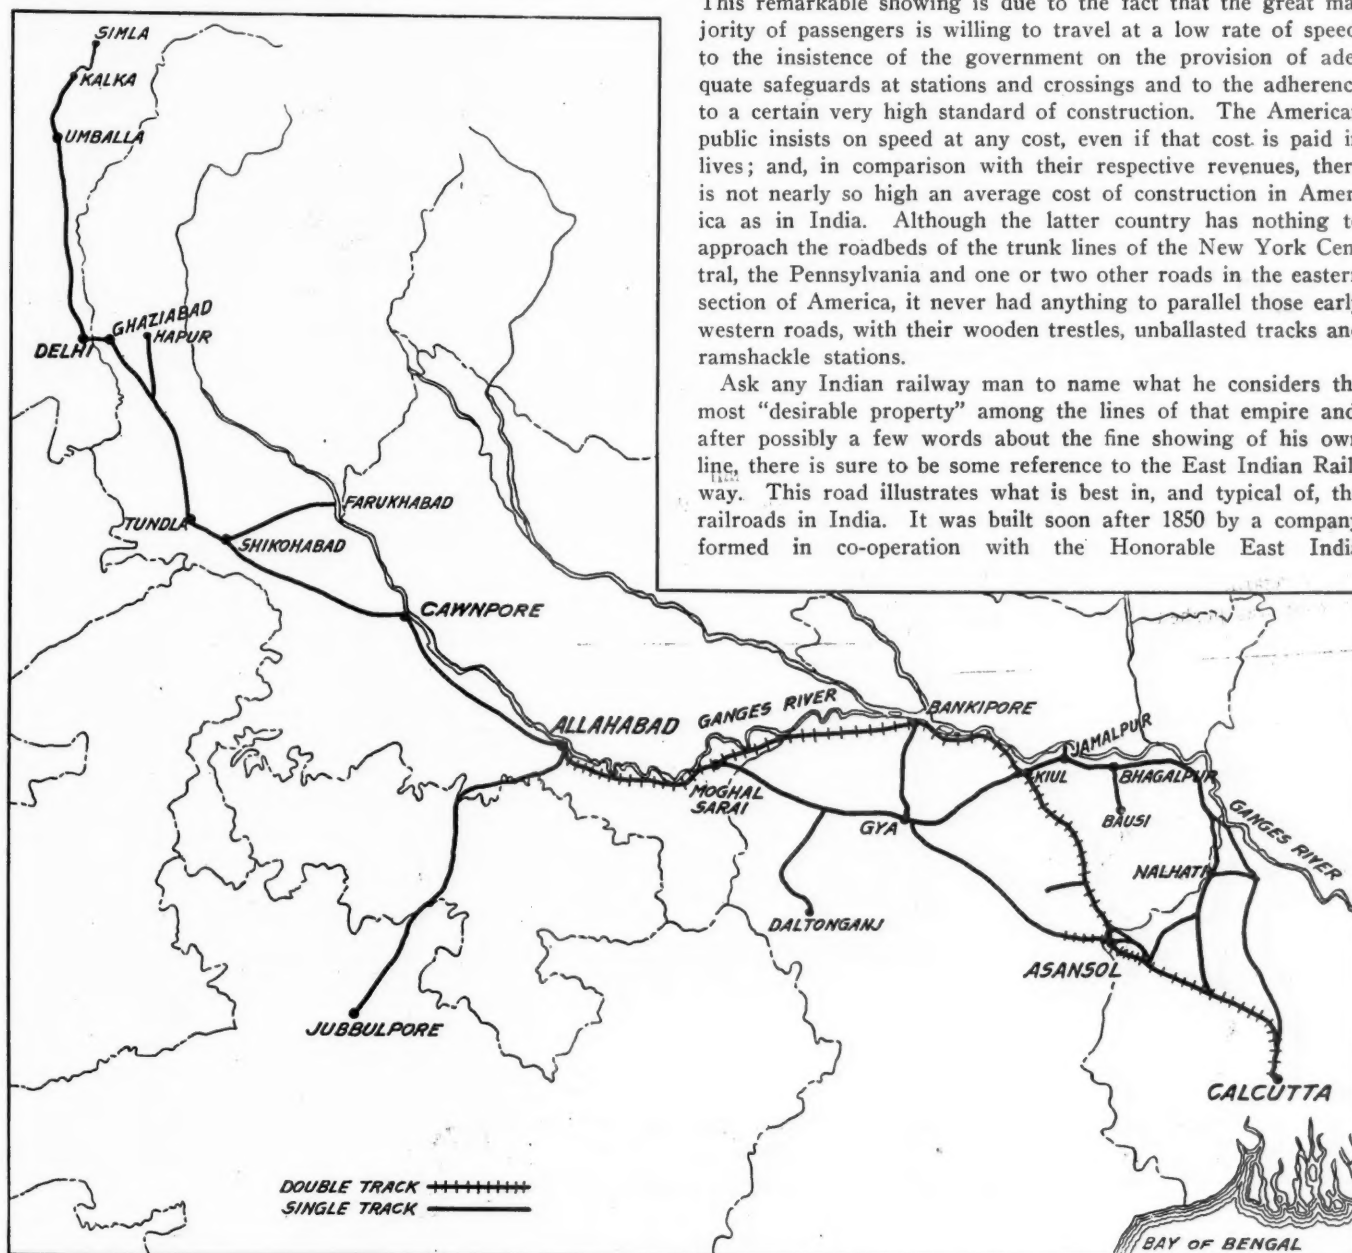 This remarkable showing is due to the fact that the great ma-
jority of passengers is willing to travel at a low rate of speed
to the insistence of the government on the provision of ade
quate safeguards at stations and crossings and to the adherenc
to a certain very high standard of construction. The America
public insists on speed at any cost, even if that cost is paid i
lives; and, in comparison with their respective revenues, ther
is not nearly so high an average cost of construction in Amer
ica as in India. Although the latter country has nothing t
approach the roadbeds of the trunk lines of the New York Cen
tral, the Pennsylvania and one or two other roads in the eastern
section of America, it never had anything to parallel those earl
western roads, with their wooden trestles, unballasted tracks an
ramshackle stations.
Ask any Indian railway man to name what he considers th
most "desirable property" among the lines of that empire and
after possibly a few words about the fine showing of his own
line, there is sure to be some reference to the East Indian Rail
way. This road illustrates what is best in, and typical of, th
railroads in India. It was built soon after 1850 by a company
formed in co-operation with the Honorable East Indi
SIMLA
KALKA
UMBALLA
GHAZIABAD
HAPUR
DELHI
FARUKHABAD
TUNDLA
SHIKOHABAD
CAWNPORE
ALLAHABAD
GANGES RIVER
BANKIPORE
JAMALPUR
MOGHAL
SARAI
KIUL
BHAGALPUR
GYA
BAUSI
GANGES RIVER
NALHATI
DALTONGANJ
ASANSOL
JUBBULPORE
CALCUTTA
DOUBLE TRACK
SINGLE TRACK
BAY OF BENGAL